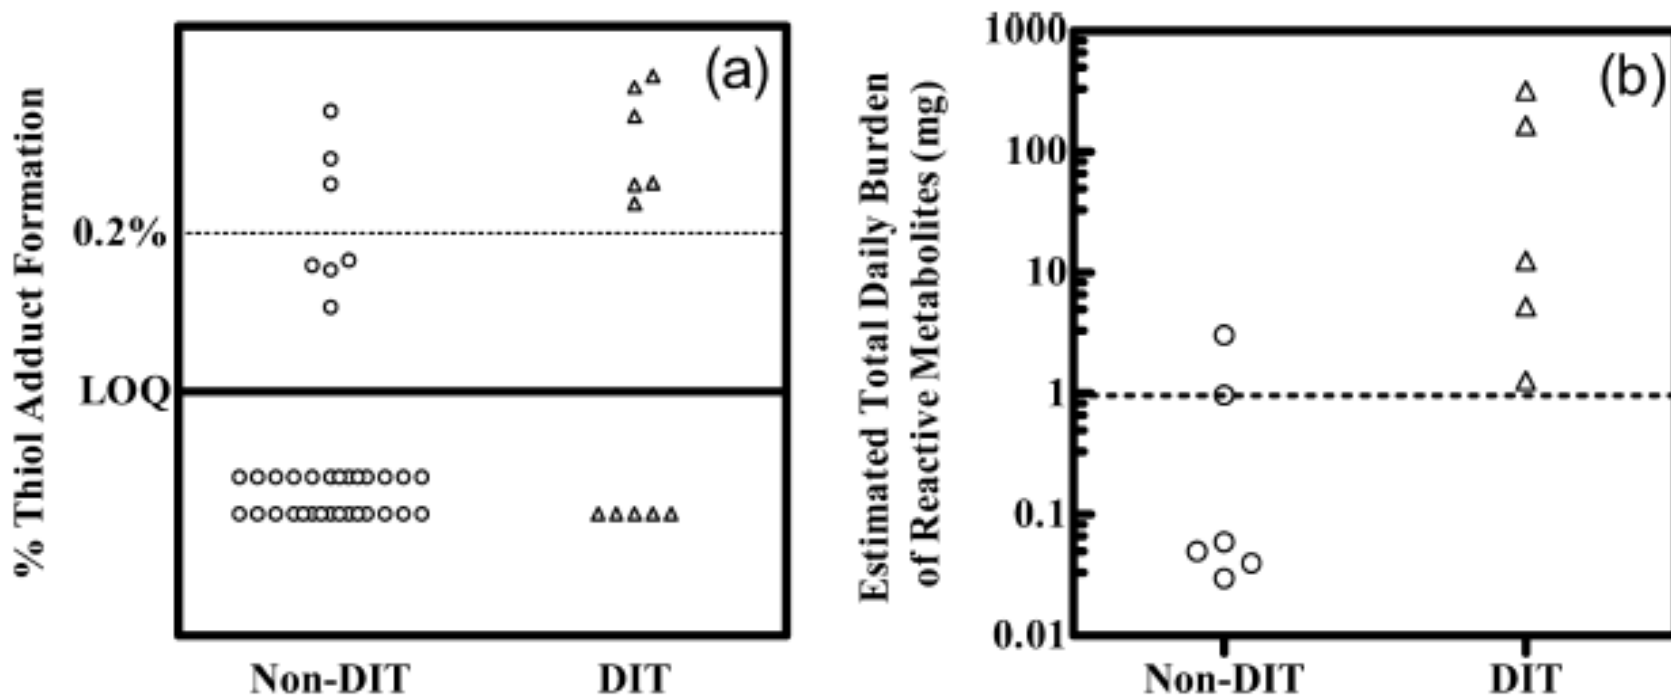 % Thiol Adduct Formation
(a)
0.2%
LOQ
Non-DIT DIT
Estimated Total Daily Burden
of Reactive Metabolites (mg)
(b)
1000
100
10
1
0.1
0.01
Non-DIT DIT